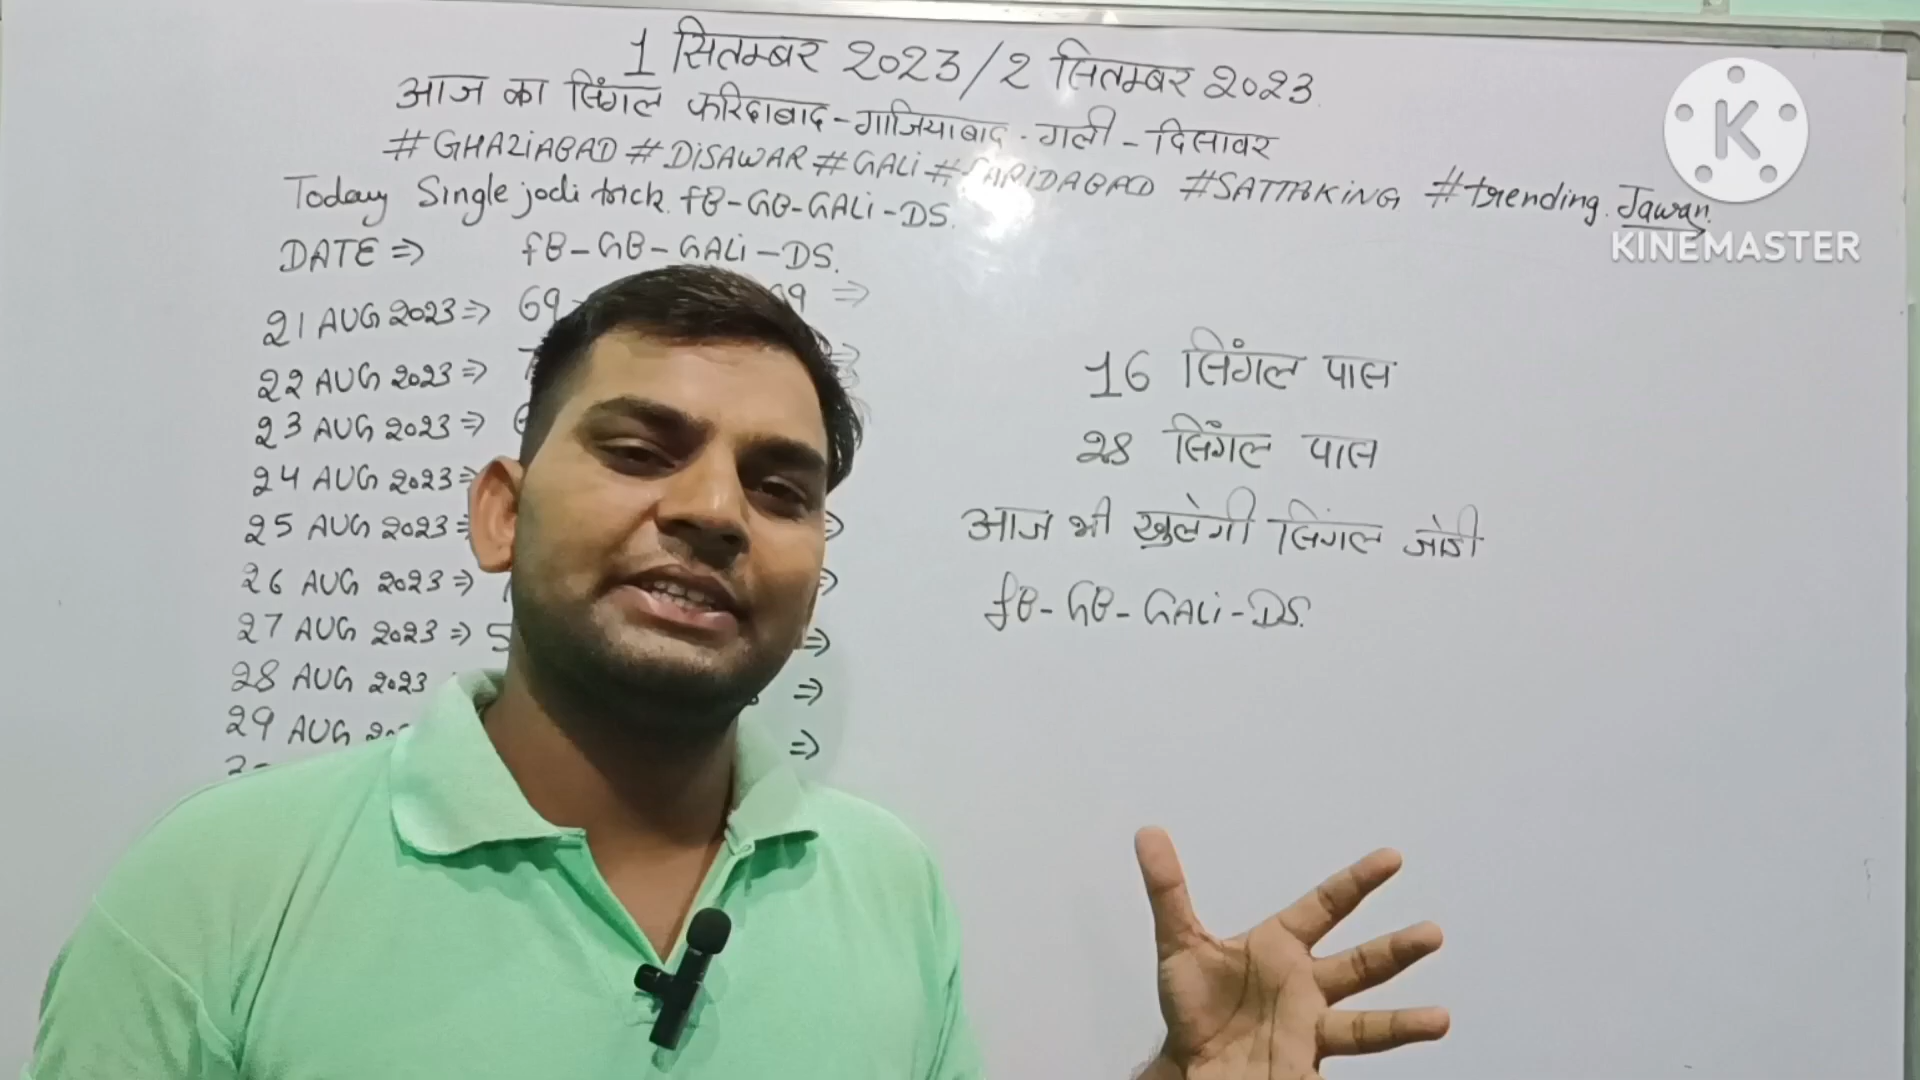 1 सितम्बर 2023/2 सितम्बर 2023
आज का सिंगल फरिदाबाद-गाजियाबाद-गली-दिसावर
#GHAZIABAD #DISAWAR #GALI #FARIDABAD #SATTAKING #trending. Jawan.
Today Single jodi trick. FB-GB-GALI-DS.
DATE ⇒ FB-GB-GALI-DS.
21 AUG 2023 ⇒ 69 ⇒
22 AUG 2023 ⇒
23 AUG 2023 ⇒
24 AUG 2023 ⇒
25 AUG 2023 ⇒
26 AUG 2023 ⇒
27 AUG 2023 ⇒ 5 ⇒
28 AUG 2023 ⇒
29 AUG ⇒
16 सिंगल पास
28 सिंगल पास
आज भी खुलेगी सिंगल जोडी
FB-GB-GALI-DS.
K
KINEMASTER